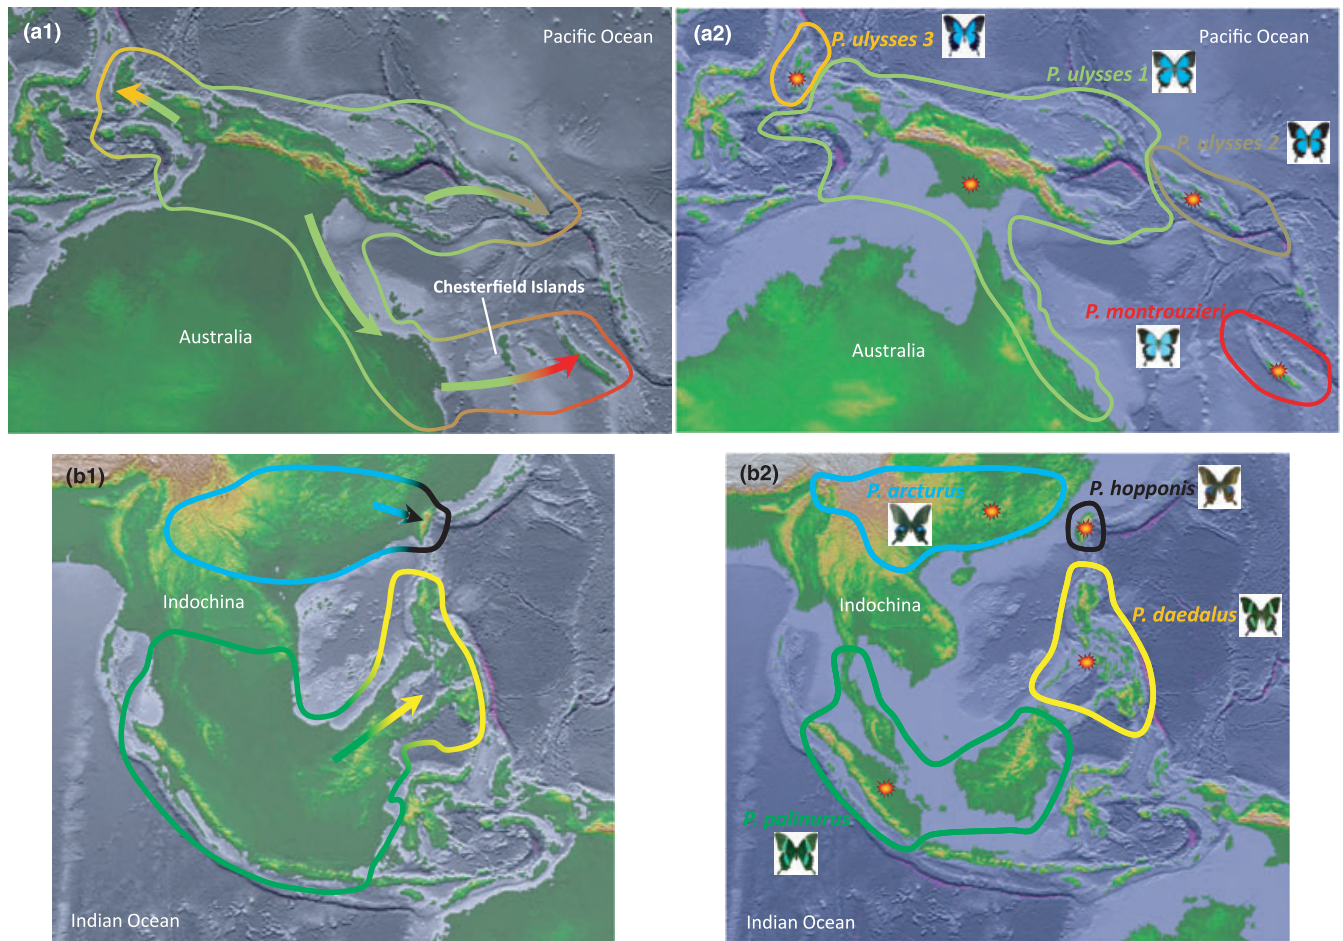 (a1)
Pacific Ocean
Chesterfield Islands
Australia
(a2)
P. ulysses 3
Pacific Ocean
P. ulysses 1
P. ulysses 2
P. montrouzieri
Australia
(b1)
Indochina
Indian Ocean
(b2)
P. arcturus
P. hopponis
Indochina
P. daedalus
P. palinurus
Indian Ocean